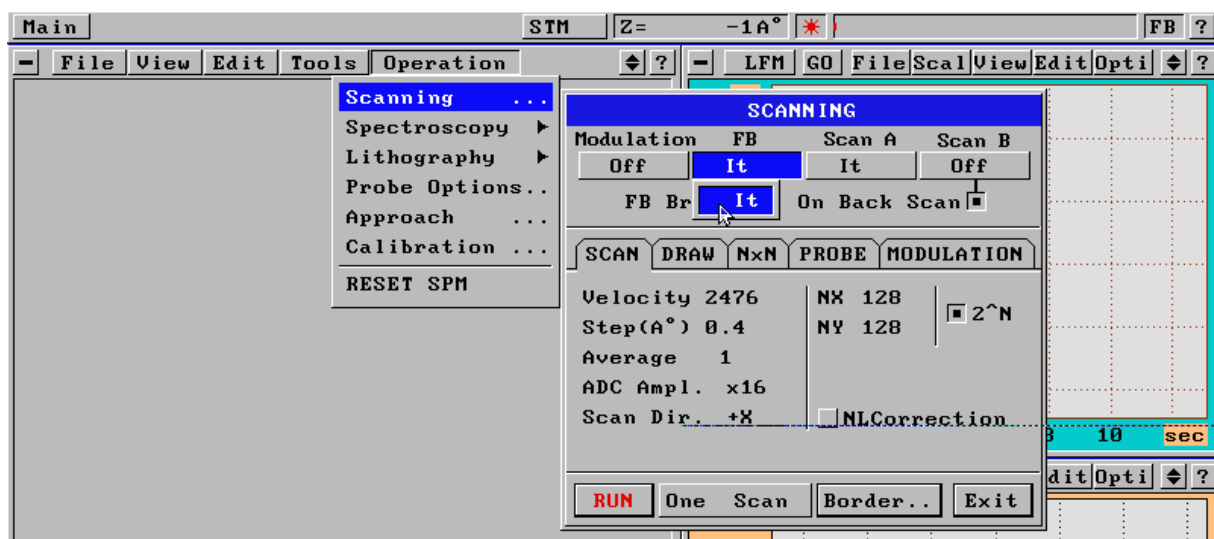 Main STM Z= -1A° FB ?
- File View Edit Tools Operation ? - LFM GO File Scal View Edit Opti ?
Scanning ...
Spectroscopy
Lithography
Probe Options..
Approach ...
Calibration ...
RESET SPM
SCANNING
Modulation FB Scan A Scan B
Off It It Off
FB Br It On Back Scan
SCAN DRAW NxN PROBE MODULATION
Velocity 2476 NX 128
Step(A°) 0.4 NY 128 2^N
Average 1
ADC Ampl. x16
Scan Dir. +X NLCorrection
10 sec
dit Opti ?
RUN One Scan Border.. Exit